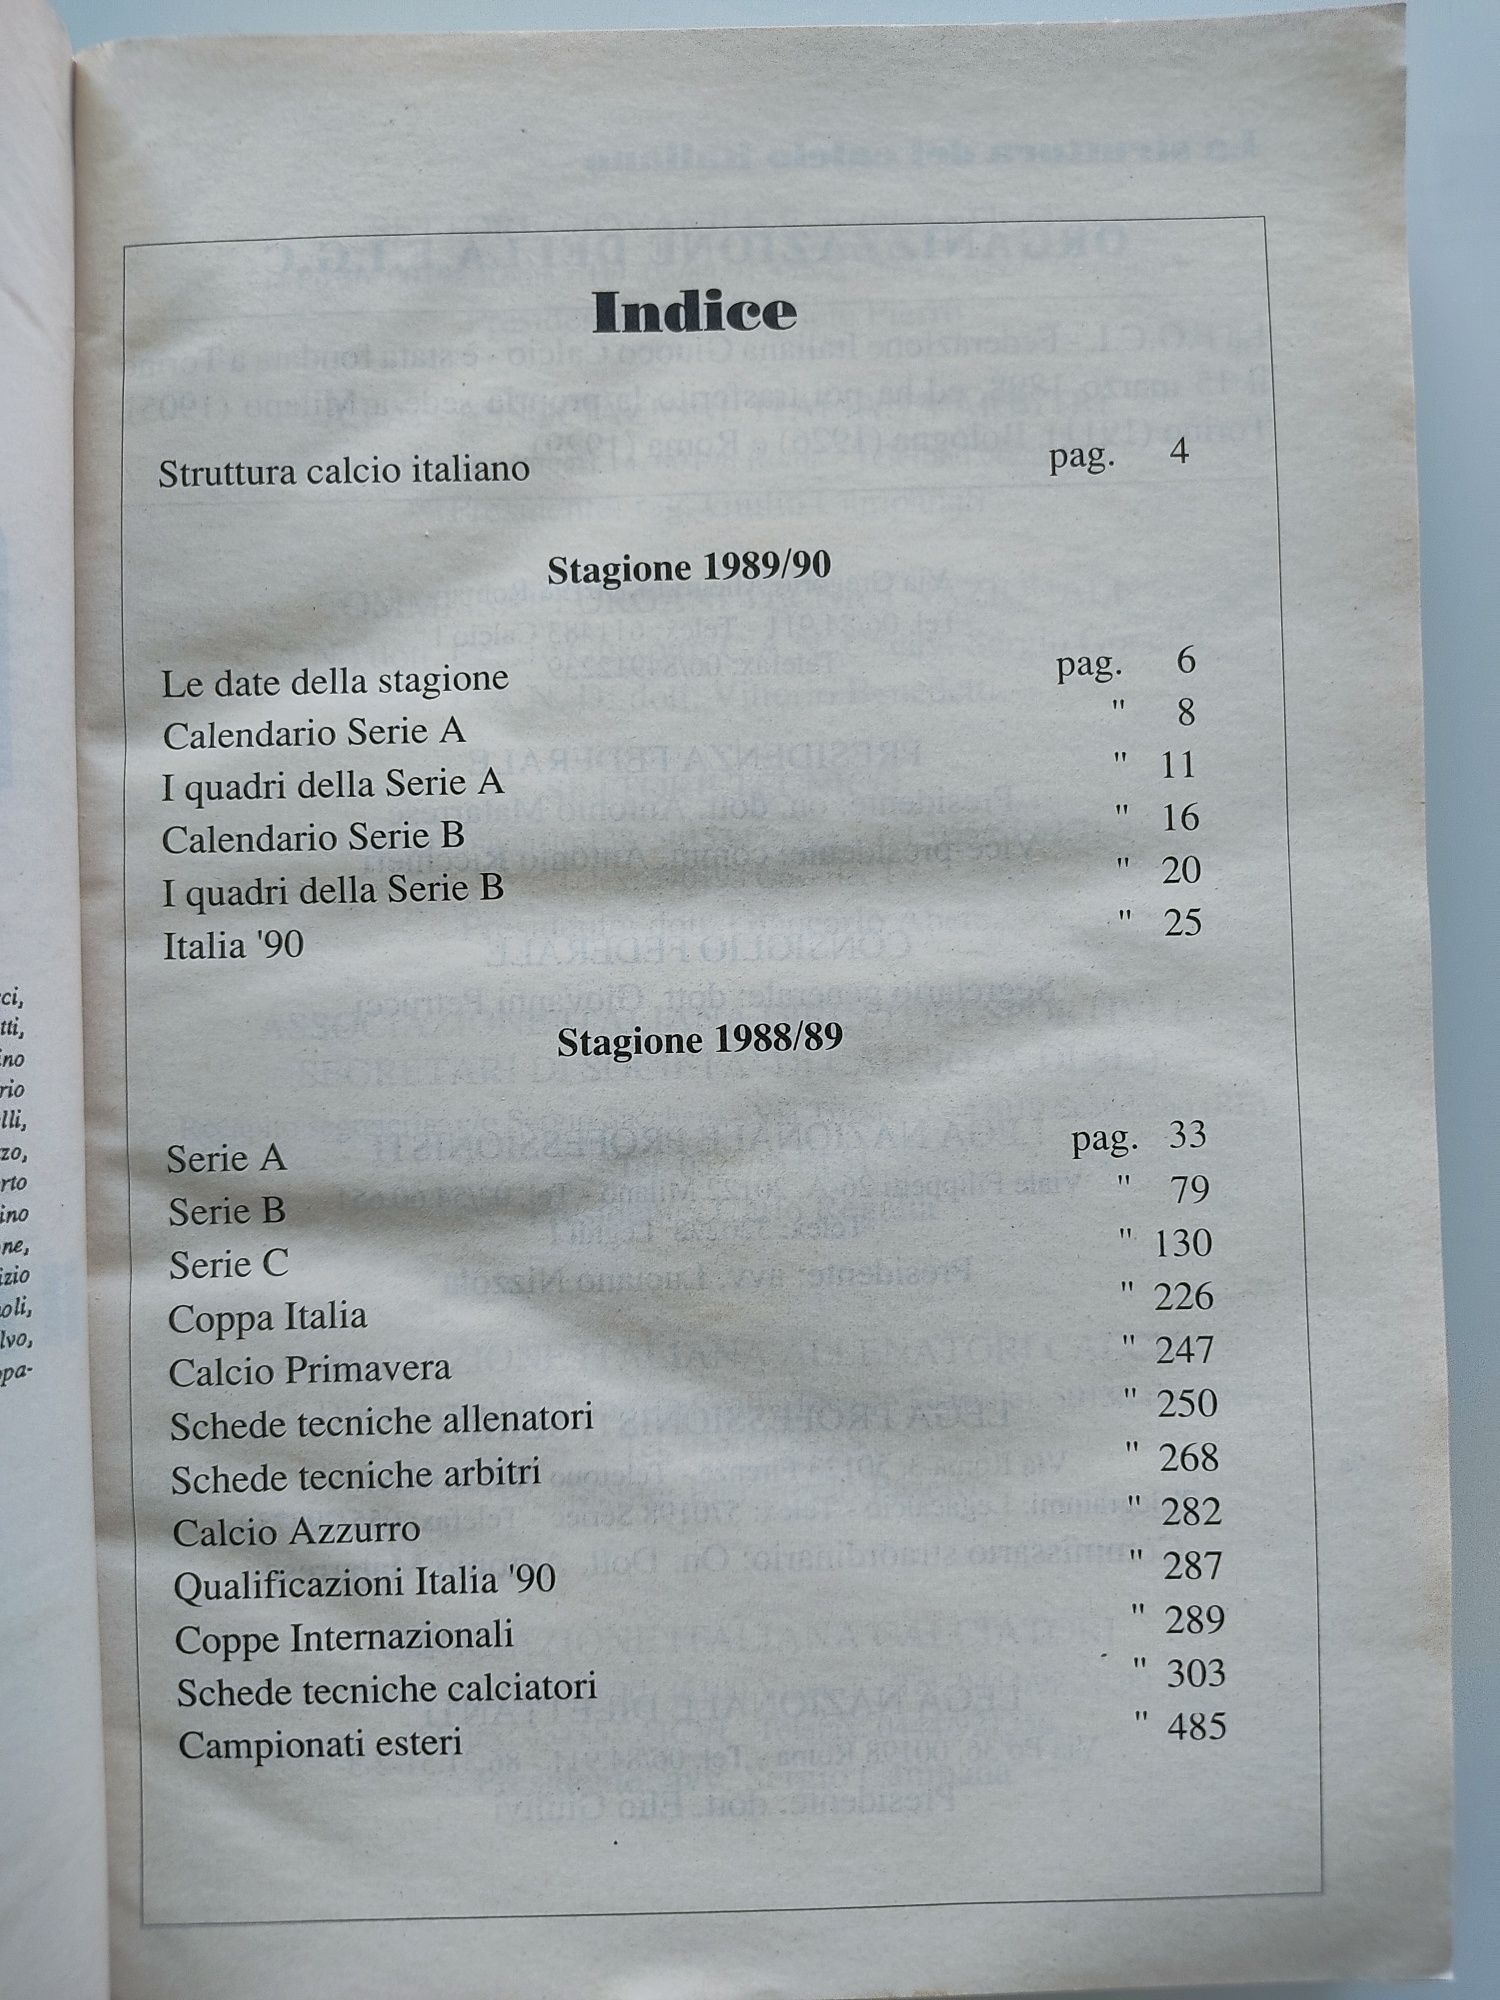 Indice
Struttura calcio italiano pag. 4
Stagione 1989/90
Le date della stagione pag. 6
Calendario Serie A " 8
I quadri della Serie A " 11
Calendario Serie B " 16
I quadri della Serie B " 20
Italia '90 " 25
Stagione 1988/89
Serie A pag. 33
Serie B " 79
Serie C " 130
Coppa Italia " 226
Calcio Primavera " 247
Schede tecniche allenatori " 250
Schede tecniche arbitri " 268
Calcio Azzurro " 282
Qualificazioni Italia '90 " 287
Coppe Internazionali " 289
Schede tecniche calciatori " 303
Campionati esteri " 485